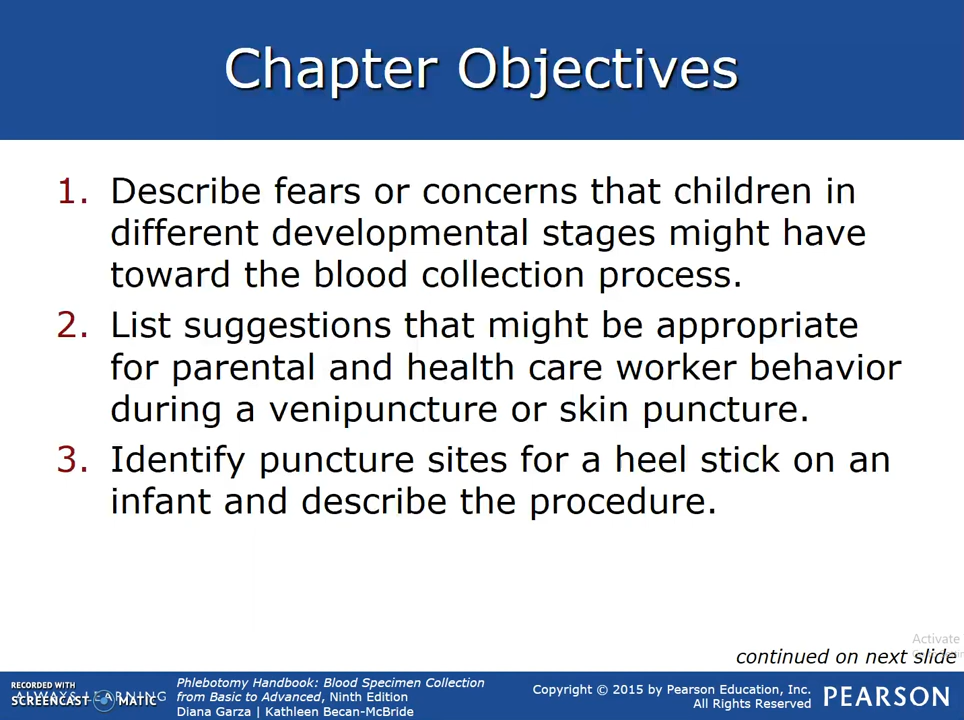 Chapter Objectives
1. Describe fears or concerns that children in
different developmental stages might have
toward the blood collection process.
2. List suggestions that might be appropriate
for parental and health care worker behavior
during a venipuncture or skin puncture.
3. Identify puncture sites for a heel stick on an
infant and describe the procedure.
Activate
continued on next slide
RECORDED WITH
SCREENCAST MATIC
ALWAYS LEARNING
Phlebotomy Handbook: Blood Specimen Collection
from Basic to Advanced, Ninth Edition
Diana Garza | Kathleen Becan-McBride
Copyright © 2015 by Pearson Education, Inc.
All Rights Reserved
PEARSON